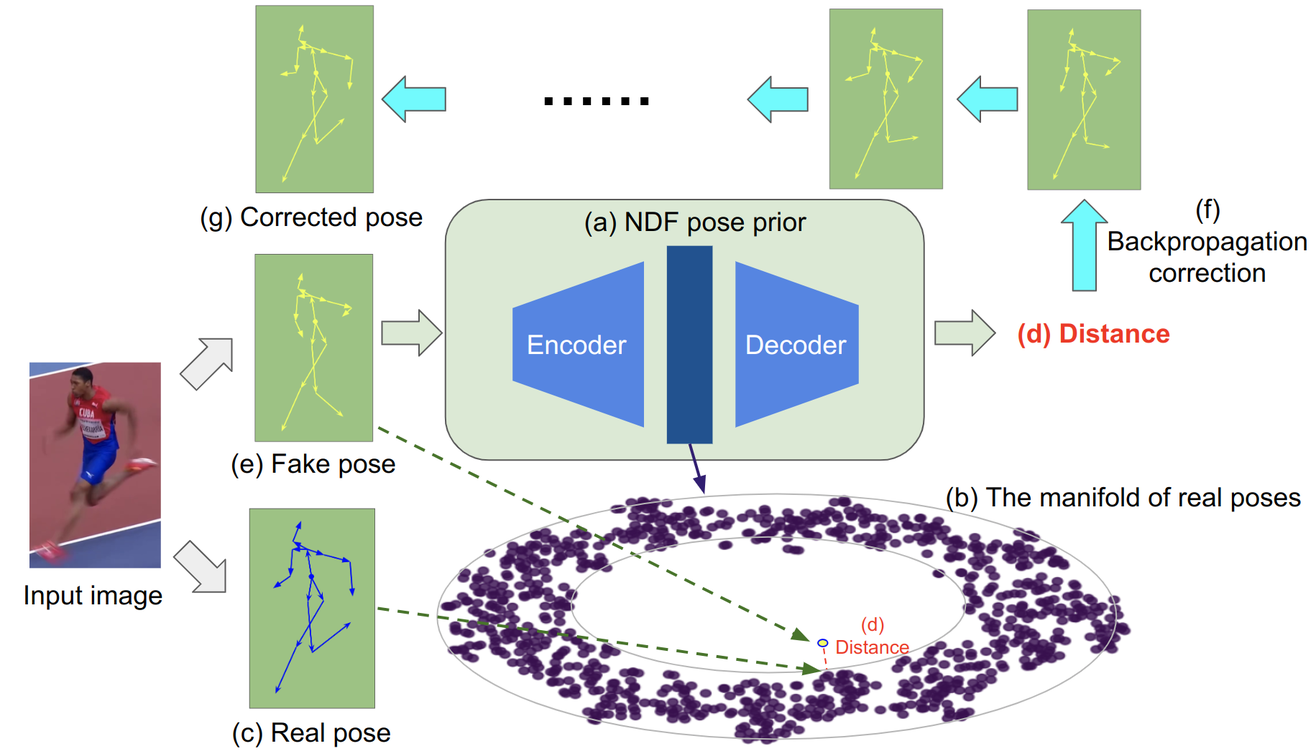 (g) Corrected pose
(a) NDF pose prior
(f)
Backpropagation
correction
Encoder
Decoder
(d) Distance
CUBA
(e) Fake pose
(b) The manifold of real poses
Input image
(d)
Distance
(c) Real pose